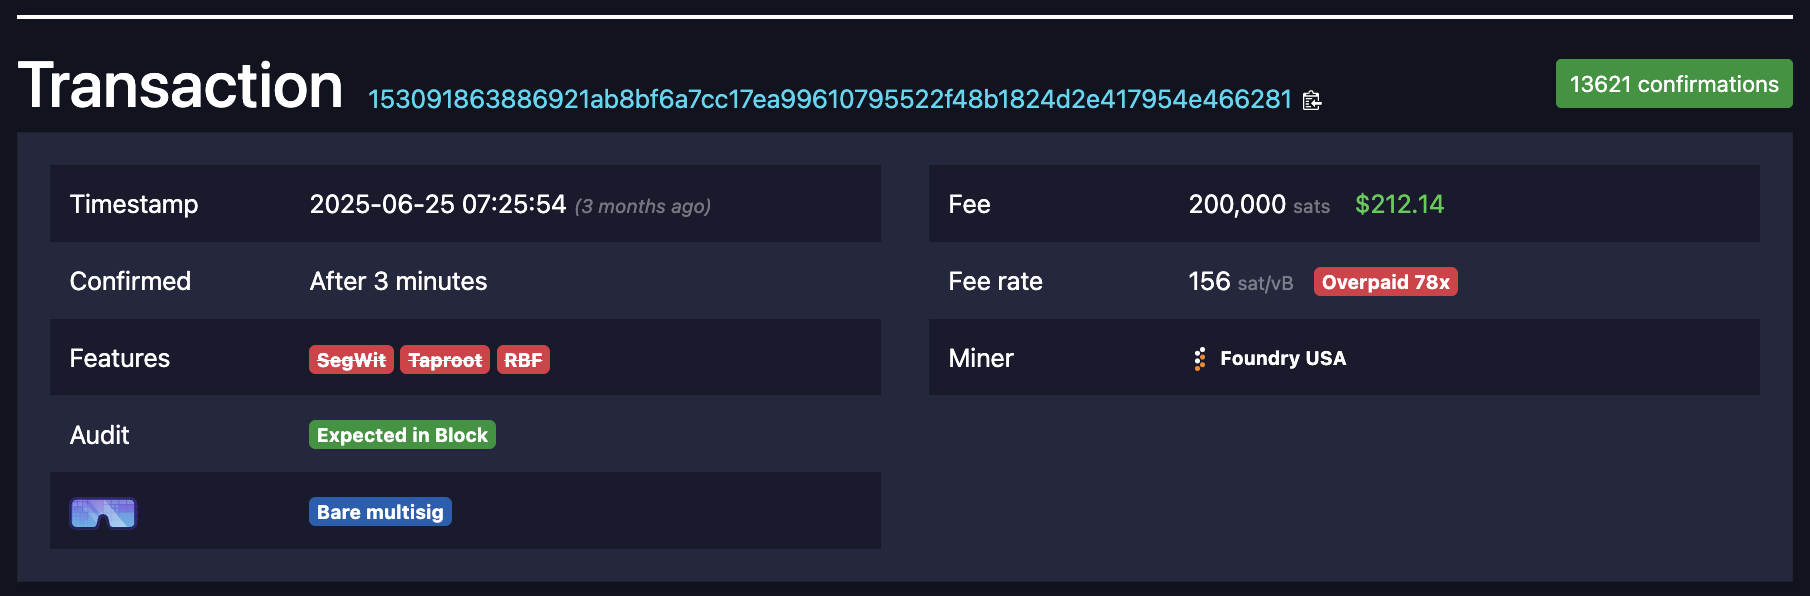 Transaction 153091863886921ab8bf6a7cc17ea99610795522f48b1824d2e417954e466281 13621 confirmations
Timestamp 2025-06-25 07:25:54 (3 months ago)
Fee 200,000 sats $212.14
Confirmed After 3 minutes
Fee rate 156 sat/vB Overpaid 78x
Features SegWit Taproot RBF
Miner Foundry USA
Audit Expected in Block
Bare multisig